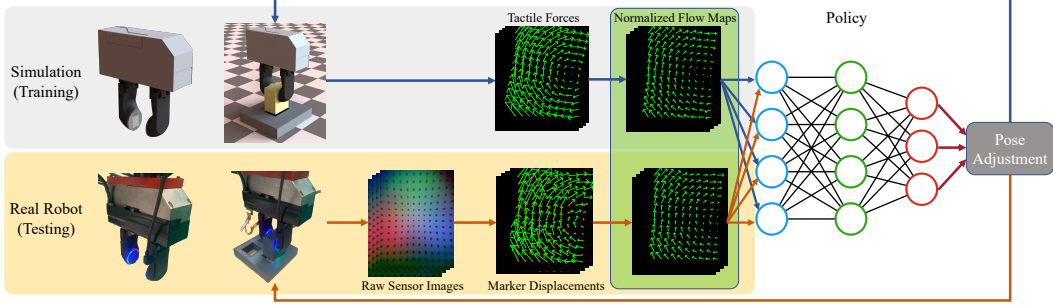 Tactile Forces
Normalized Flow Maps
Policy
Simulation
(Training)
Pose
Adjustment
Real Robot
(Testing)
Raw Sensor Images
Marker Displacements